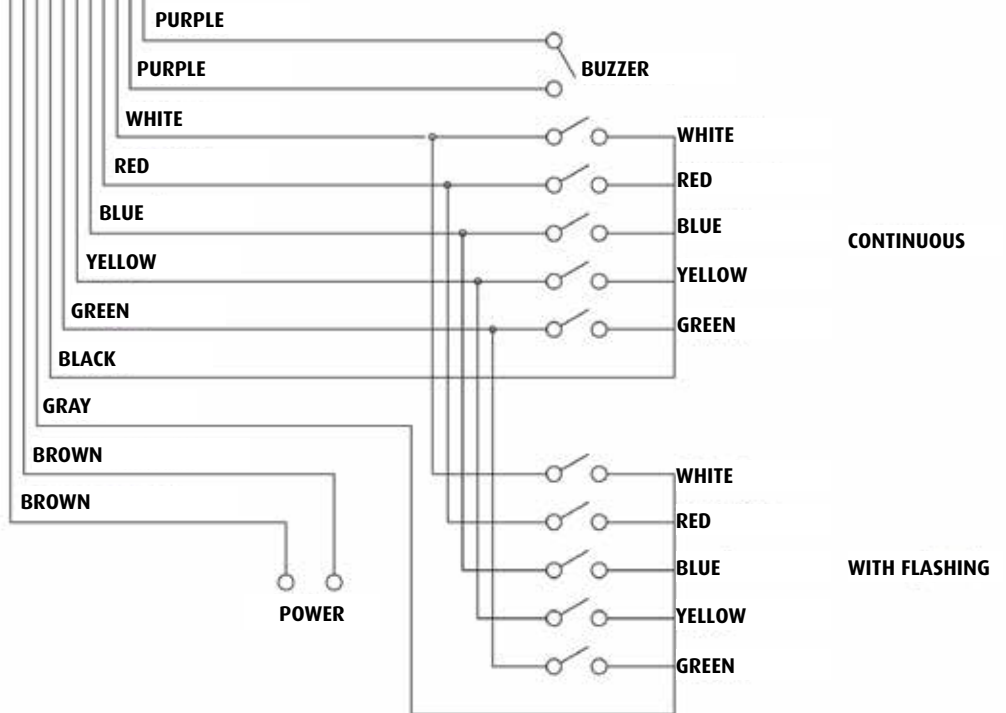 PURPLE
PURPLE
BUZZER
WHITE
WHITE
RED
RED
BLUE
BLUE
CONTINUOUS
YELLOW
YELLOW
GREEN
GREEN
BLACK
GRAY
BROWN
WHITE
BROWN
RED
BLUE
WITH FLASHING
POWER
YELLOW
GREEN